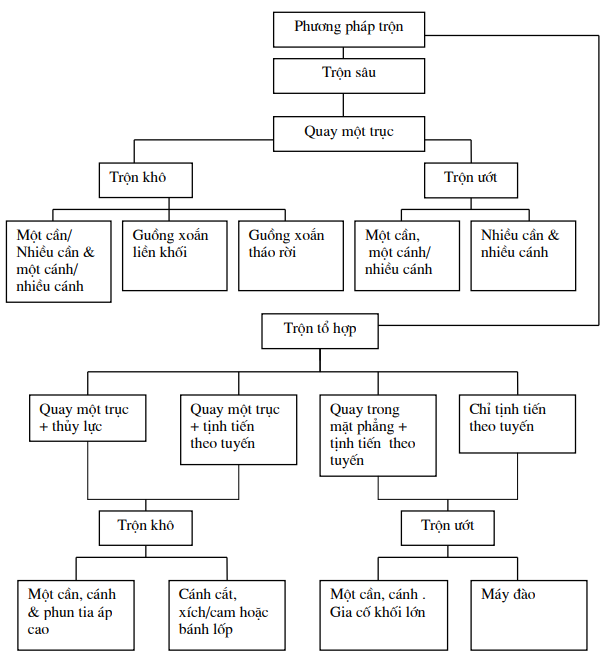 Phương pháp trộn
Trộn sâu
Quay một trục
Trộn khô
Trộn ướt
Một cần/
Nhiều cần &
một cánh/
nhiều cánh
Guồng xoắn
liền khối
Guồng xoắn
tháo rời
Một cần,
một cánh/
nhiều cánh
Nhiều cần &
nhiều cánh
Trộn tổ hợp
Quay một trục
+ thủy lực
Quay một trục
+ tịnh tiến
theo tuyến
Quay trong
mặt phẳng +
tịnh tiến theo
tuyến
Chỉ tịnh tiến
theo tuyến
Trộn khô
Trộn ướt
Một cần, cánh
& phun tia áp
cao
Cánh cắt,
xích/cam hoặc
bánh lốp
Một cần, cánh .
Gia cố khối lớn
Máy đào